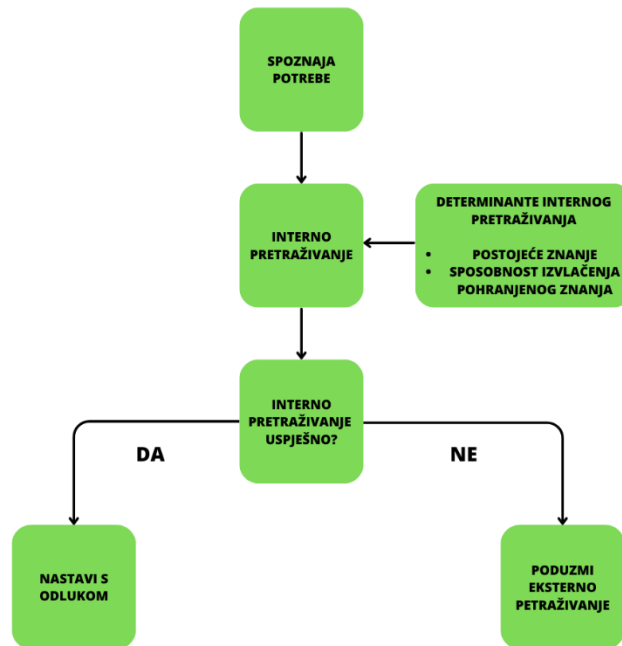 SPOZNAJA
POTREBE
INTERNO
PRETRAŽIVANJE
DETERMINANTE INTERNOG
PRETRAŽIVANJA
• POSTOJEĆE ZNANJE
• SPOSOBNOST IZVLAČENJA
POHRANJENOG ZNANJA
INTERNO
PRETRAŽIVANJE
USPJEŠNO?
DA
NE
NASTAVI S
ODLUKOM
PODUZMI
EKSTERNO
PETRAŽIVANJE